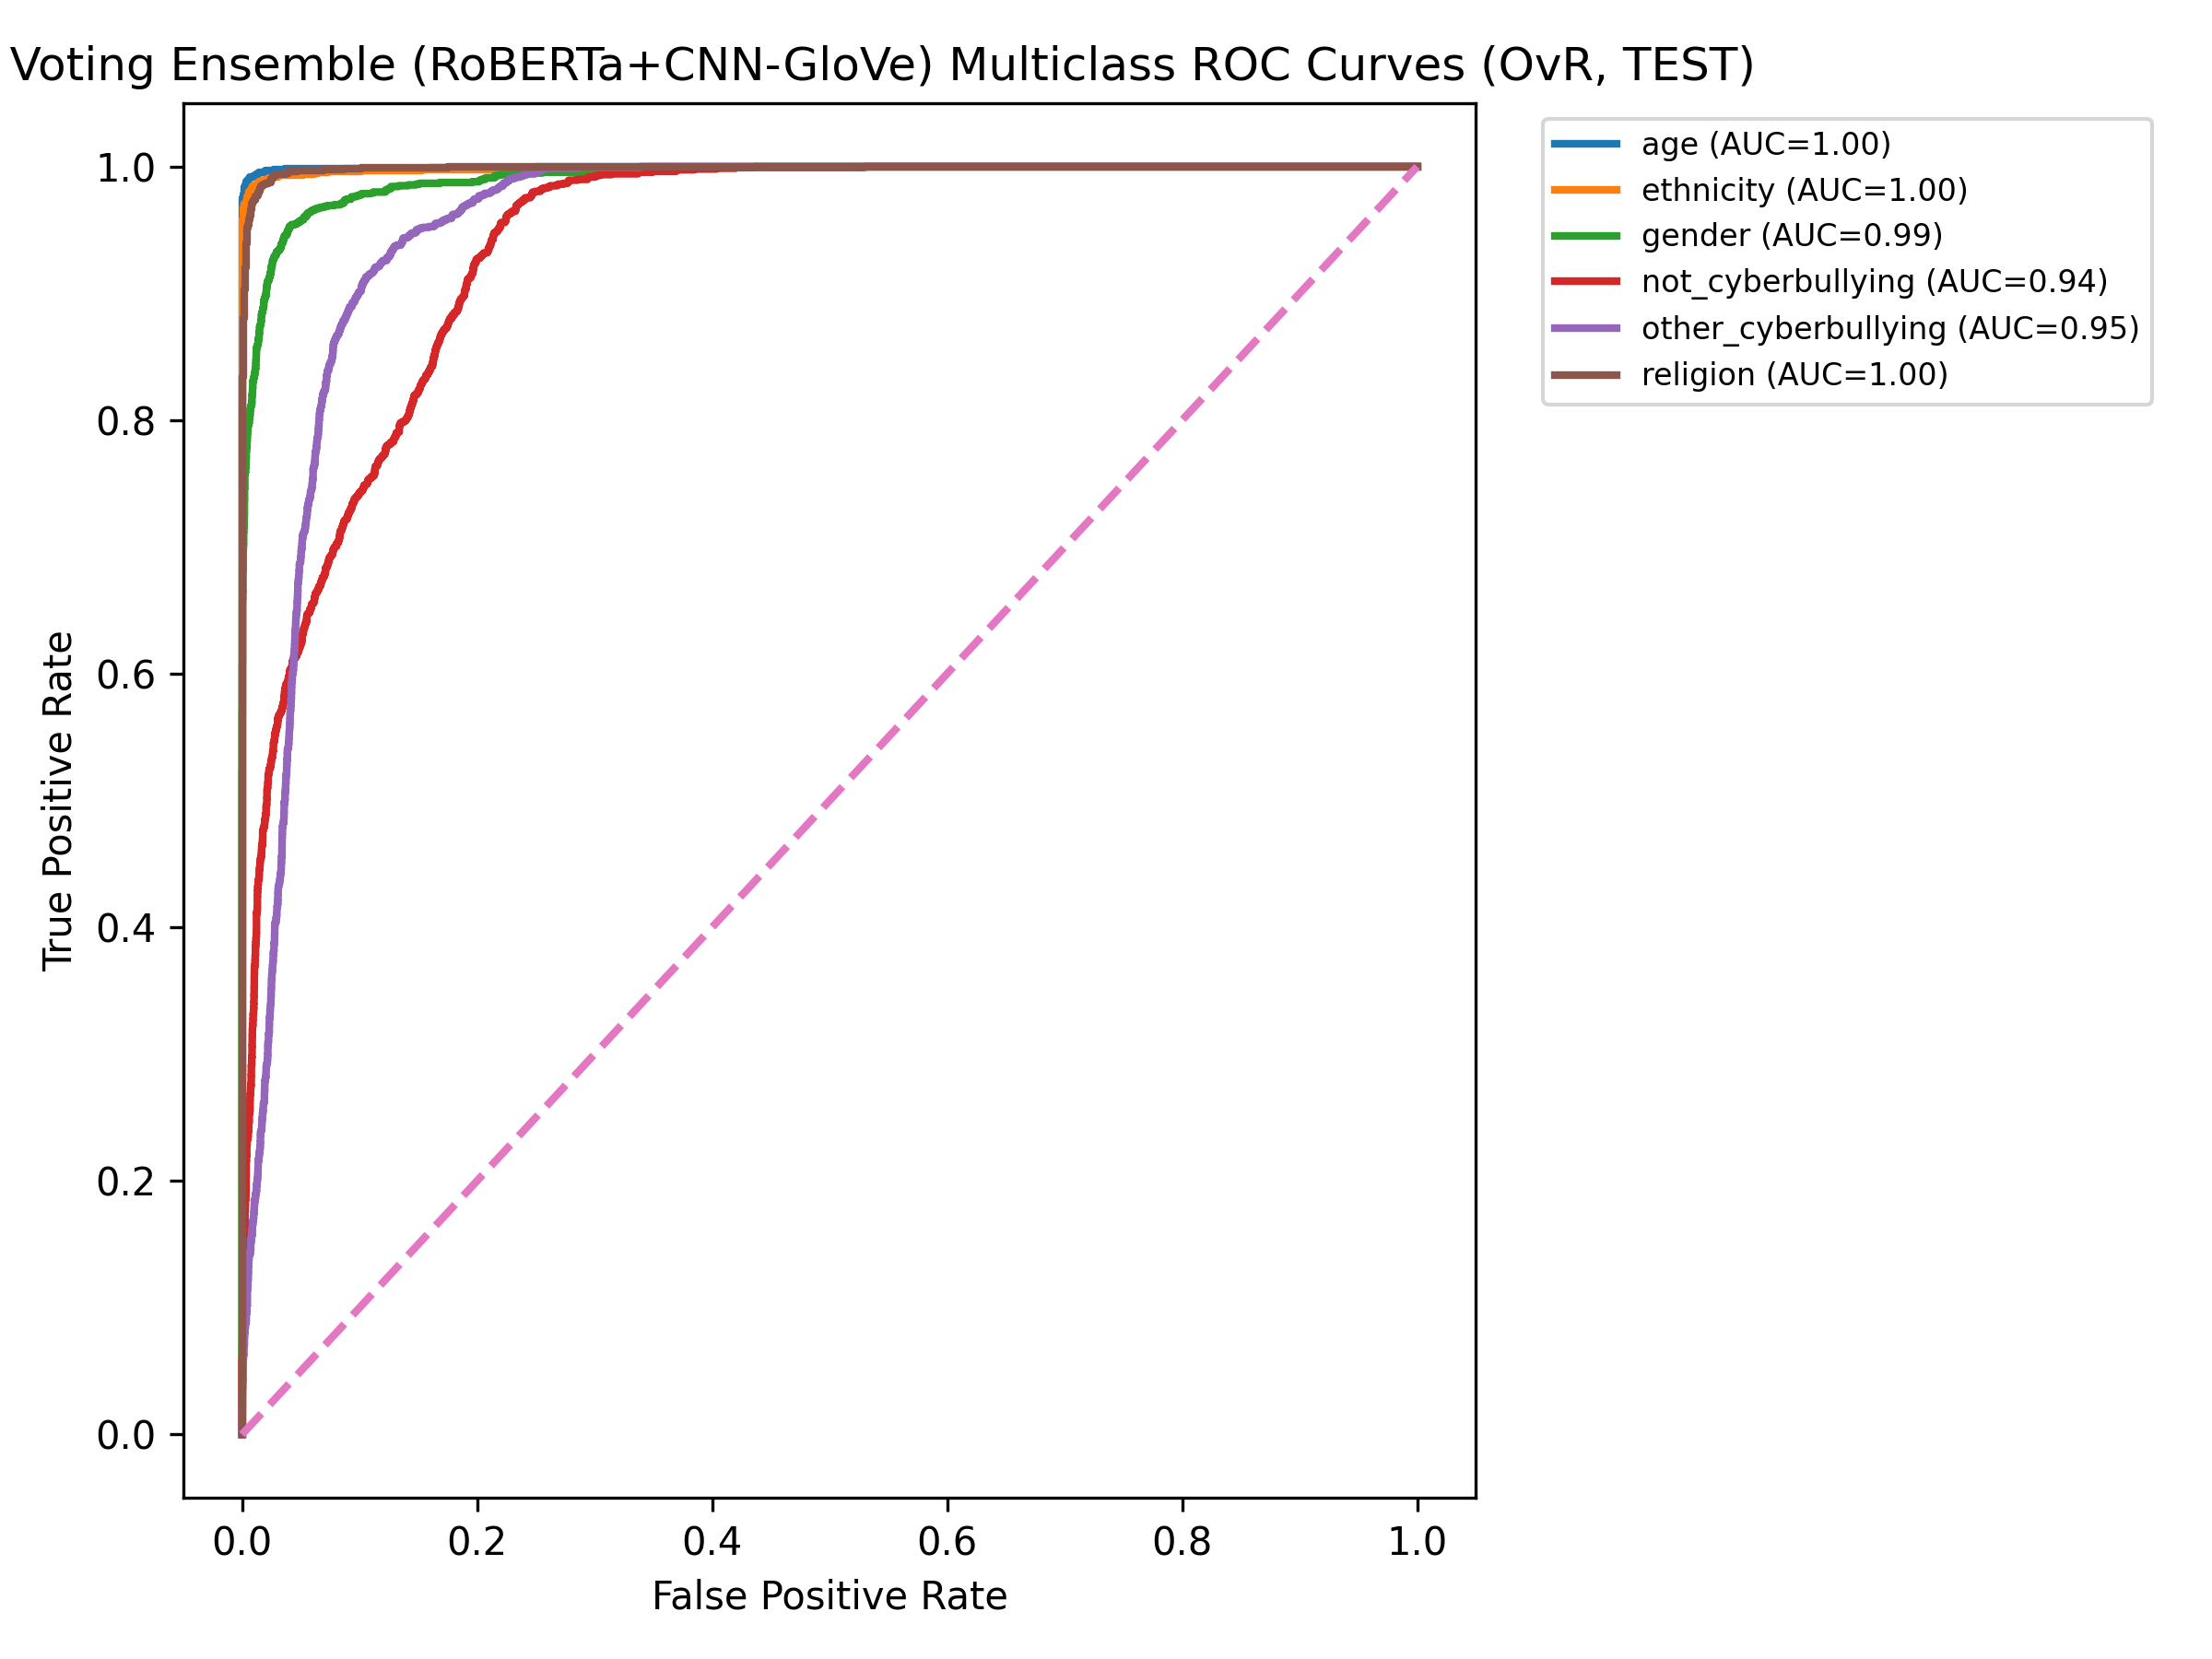 Voting Ensemble (RoBERTa+CNN-GloVe) Multiclass ROC Curves (OvR, TEST)
age (AUC=1.00)
ethnicity (AUC=1.00)
gender (AUC=0.99)
not_cyberbullying (AUC=0.94)
other_cyberbullying (AUC=0.95)
religion (AUC=1.00)
True Positive Rate
1.0
0.8
0.6
0.4
0.2
0.0
0.0 0.2 0.4 0.6 0.8 1.0
False Positive Rate